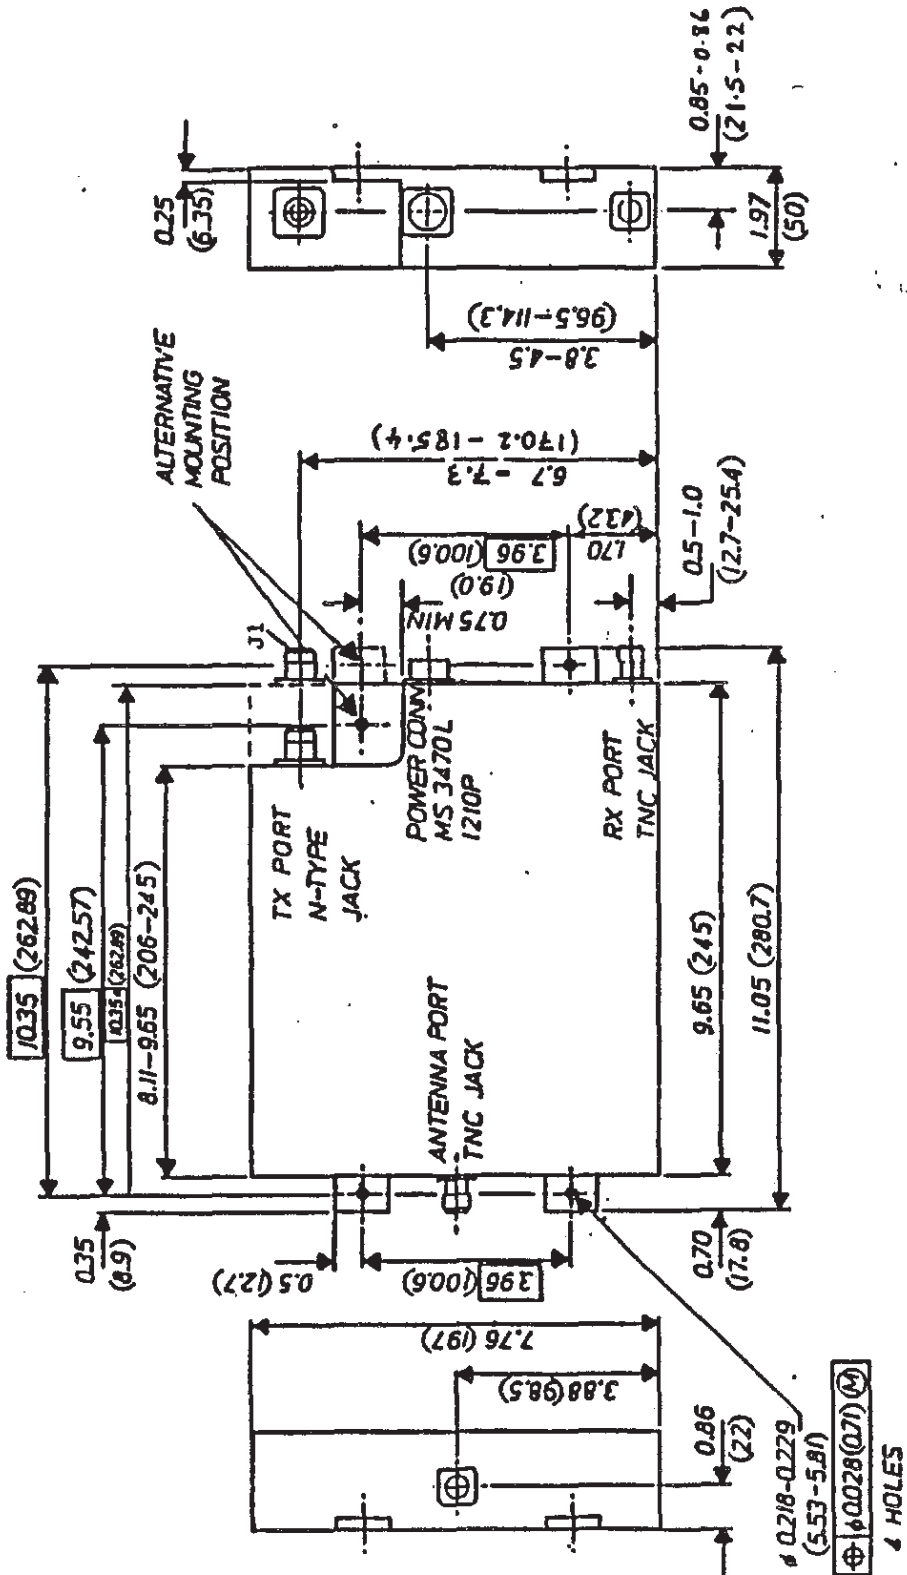 0.25
(6.35)
0.85-0.86
(21.5-22)
1.97
(50)
(96.5-114.3)
3.8-4.5
ALTERNATIVE
MOUNTING
POSITION
(170.2 - 185.4)
6.7 - 7.3
(100.6) 3.96
(432)
1.70
0.5-1.0
(12.7-25.4)
(19.0)
0.75 MIN
J1
10.35 (262.89)
9.55 (242.57)
10.35 (262.89)
8.11-9.65 (206-245)
TX PORT
N-TYPE
JACK
POWER CONN
MS 3470L
1210P
RX PORT
TNC JACK
ANTENNA PORT
TNC JACK
9.65 (245)
11.05 (280.7)
0.35
(8.9)
0.5 (12.7)
(100.6) 3.96
0.70
(17.8)
7.76 (197)
3.88 (98.5)
0.86
(22)
ϕ 0.218-0.229
(5.53-5.81)
⌖ ϕ0.028(0.71) Ⓜ
4 HOLES